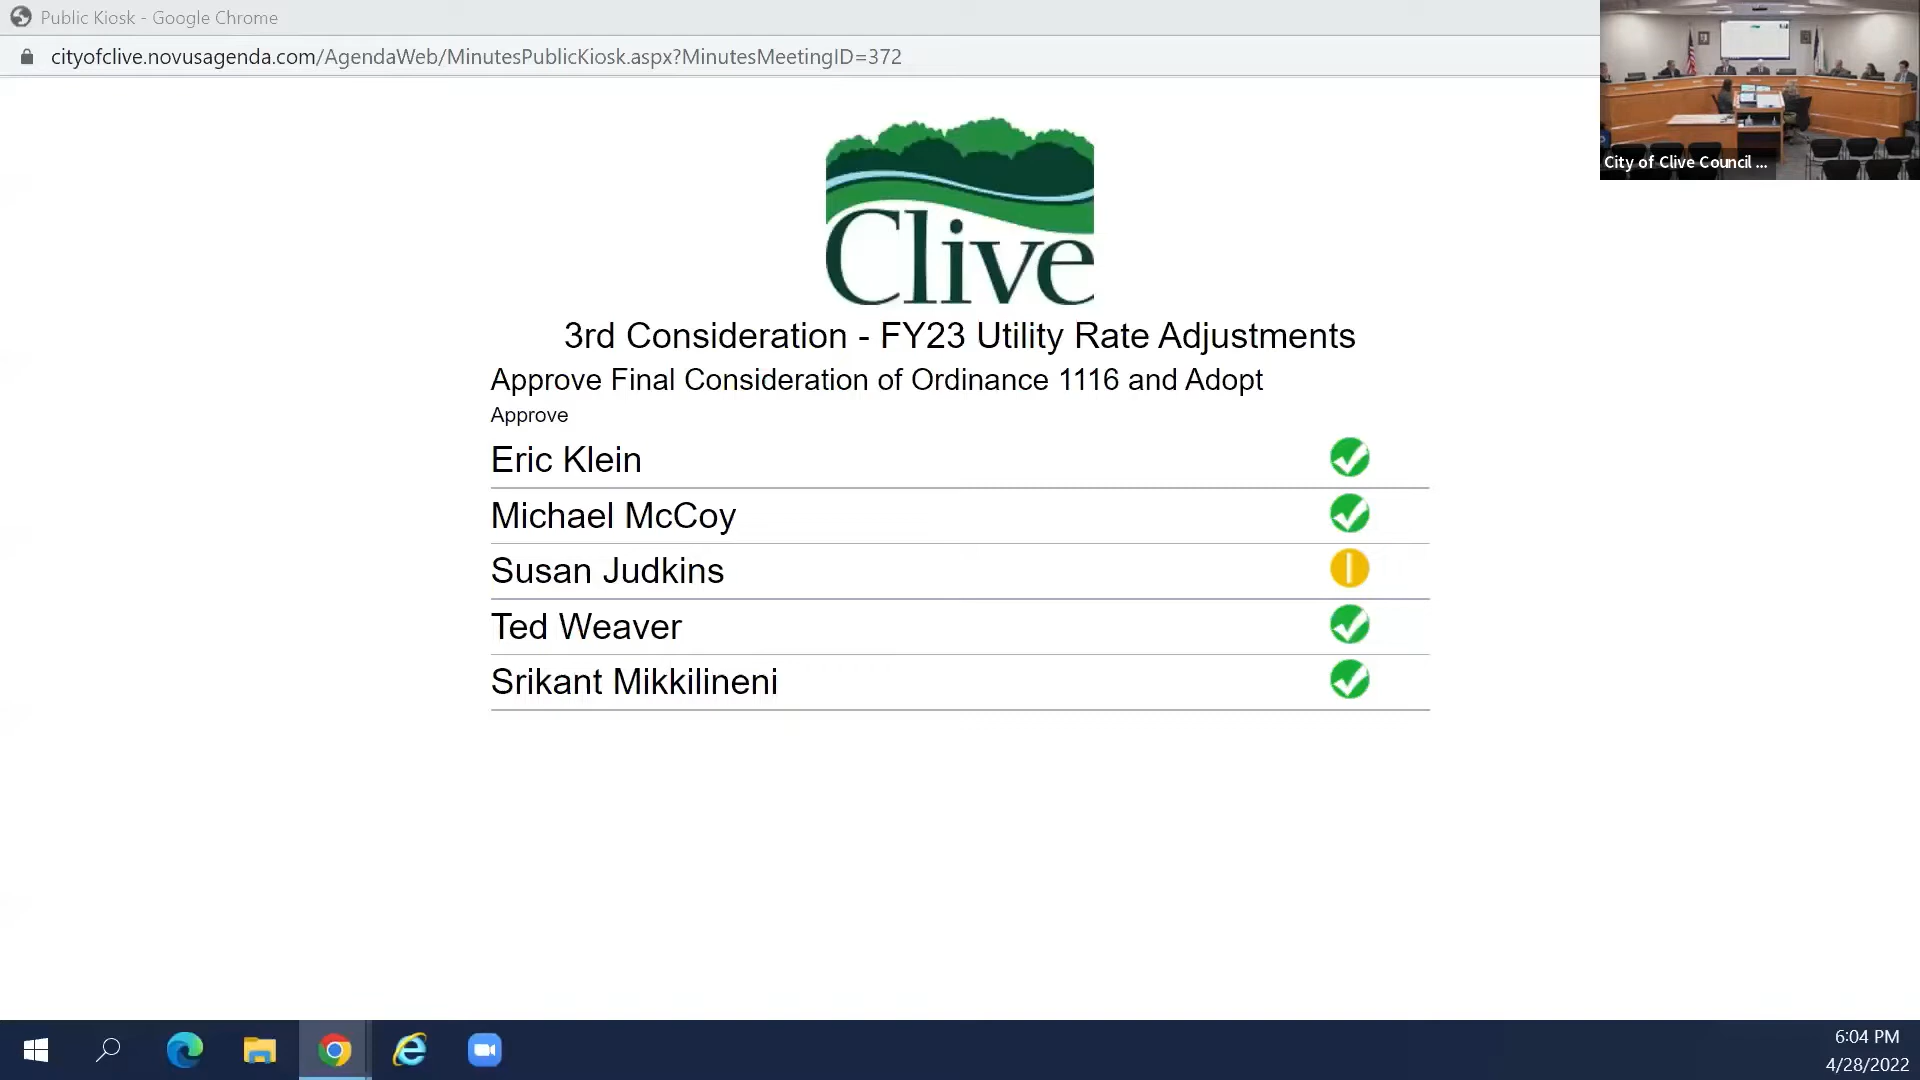 Public Kiosk - Google Chrome
cityofclive.novusagenda.com/AgendaWeb/MinutesPublicKiosk.aspx?MinutesMeetingID=372
City of Clive Council ...
Clive
3rd Consideration - FY23 Utility Rate Adjustments
Approve Final Consideration of Ordinance 1116 and Adopt
Approve
Eric Klein
Michael McCoy
Susan Judkins
Ted Weaver
Srikant Mikkilineni
6:04 PM
4/28/2022